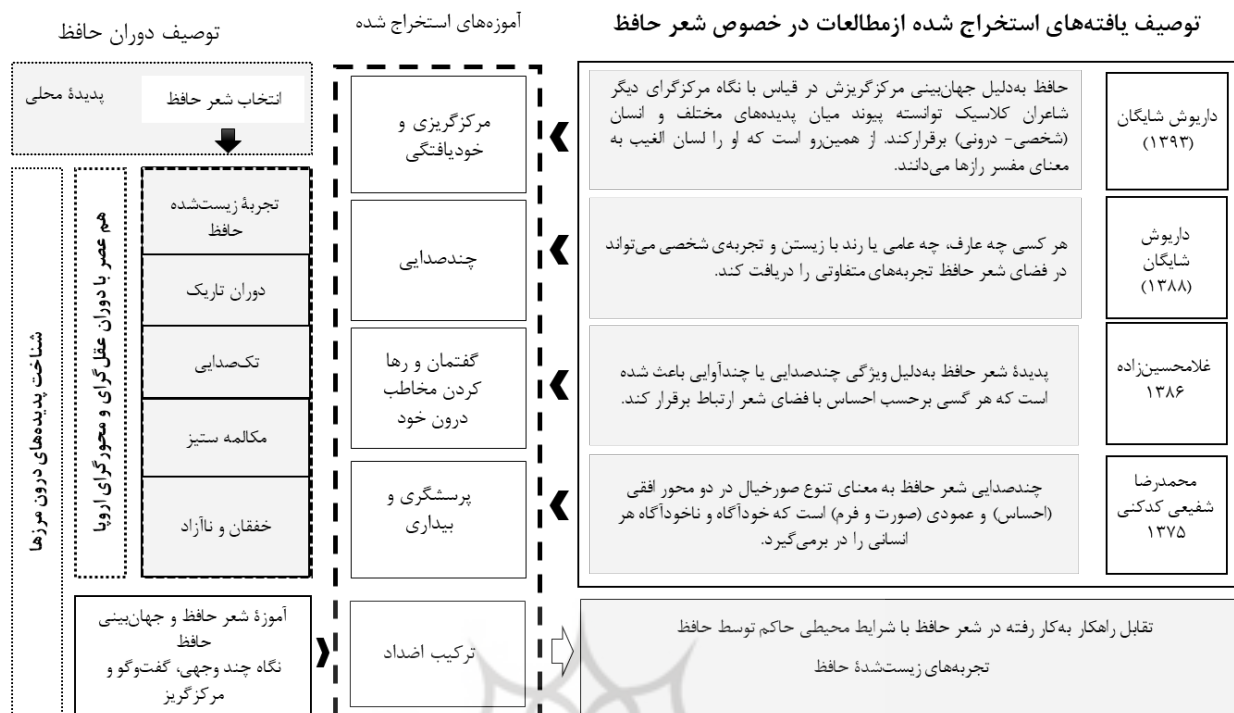 توصیف یافته‌های استخراج شده ازمطالعات در خصوص شعر حافظ
آموزه‌های استخراج شده
توصیف دوران حافظ
داریوش شایگان
(۱۳۹۳)
حافظ به‌دلیل جهان‌بینی مرکزگریزش در قیاس با نگاه مرکزگرای دیگر
شاعران کلاسیک توانسته پیوند میان پدیده‌های مختلف و انسان
(شخصی- درونی) برقرارکند. از همین‌رو است که او را لسان الغیب به
معنای مفسر رازها می‌دانند.
داریوش
شایگان
(۱۳۸۸)
هر کسی چه عارف، چه عامی یا رند با زیستن و تجربه‌ی شخصی می‌تواند
در فضای شعر حافظ تجربه‌های متفاوتی را دریافت کند.
غلامحسین‌زاده
۱۳۸۶
پدیدهٔ شعر حافظ به‌دلیل ویژگی چندصدایی یا چندآوایی باعث شده
است که هر گسی برحسب احساس با فضای شعر ارتباط برقرار کند.
محمدرضا
شفیعی کدکنی
۱۳۷۵
چندصدایی شعر حافظ به معنای تنوع صورخیال در دو محور افقی
(احساس) و عمودی (صورت و فرم) است که خودآگاه و ناخودآگاه هر
انسانی را در برمی‌گیرد.
تقابل راهکار به‌کار رفته در شعر حافظ با شرایط محیطی حاکم توسط حافظ
تجربه‌های زیست‌شدهٔ حافظ
مرکزگریزی و
خودیافتگی
چندصدایی
گفتمان و رها
کردن مخاطب
درون خود
پرسشگری و
بیداری
ترکیب اضداد
پدیدهٔ محلی
انتخاب شعر حافظ
تجربهٔ زیست‌شده
حافظ
دوران تاریک
تک‌صدایی
مکالمه ستیز
خفقان و ناآزاد
هم عصر با دوران عقل‌گرای و محورگرای اروپا
شناخت پدیده‌های درون مرزها
آموزهٔ شعر حافظ و جهان‌بینی
حافظ
نگاه چند وجهی، گفت‌وگو و
مرکزگریز